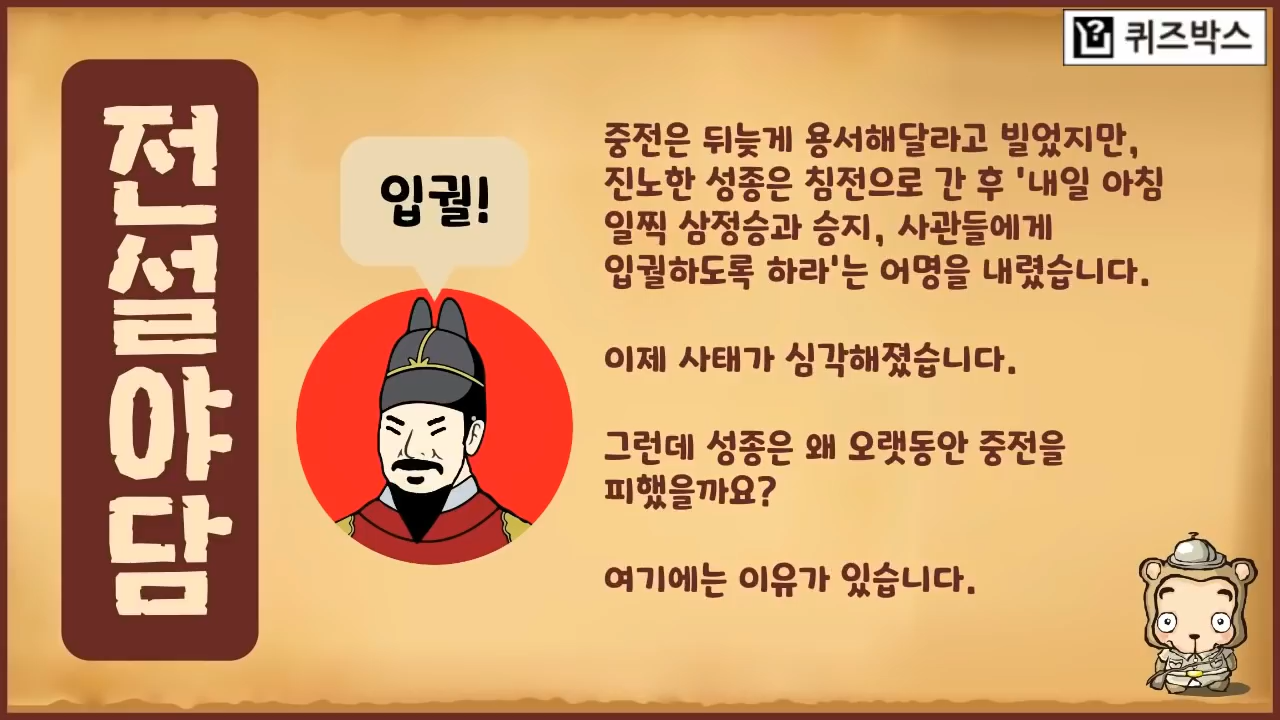 퀴즈박스
전설야담
입궐!
중전은 뒤늦게 용서해달라고 빌었지만,
진노한 성종은 침전으로 간 후 '내일 아침
일찍 삼정승과 승지, 사관들에게
입궐하도록 하라'는 어명을 내렸습니다.
이제 사태가 심각해졌습니다.
그런데 성종은 왜 오랫동안 중전을
피했을까요?
여기에는 이유가 있습니다.